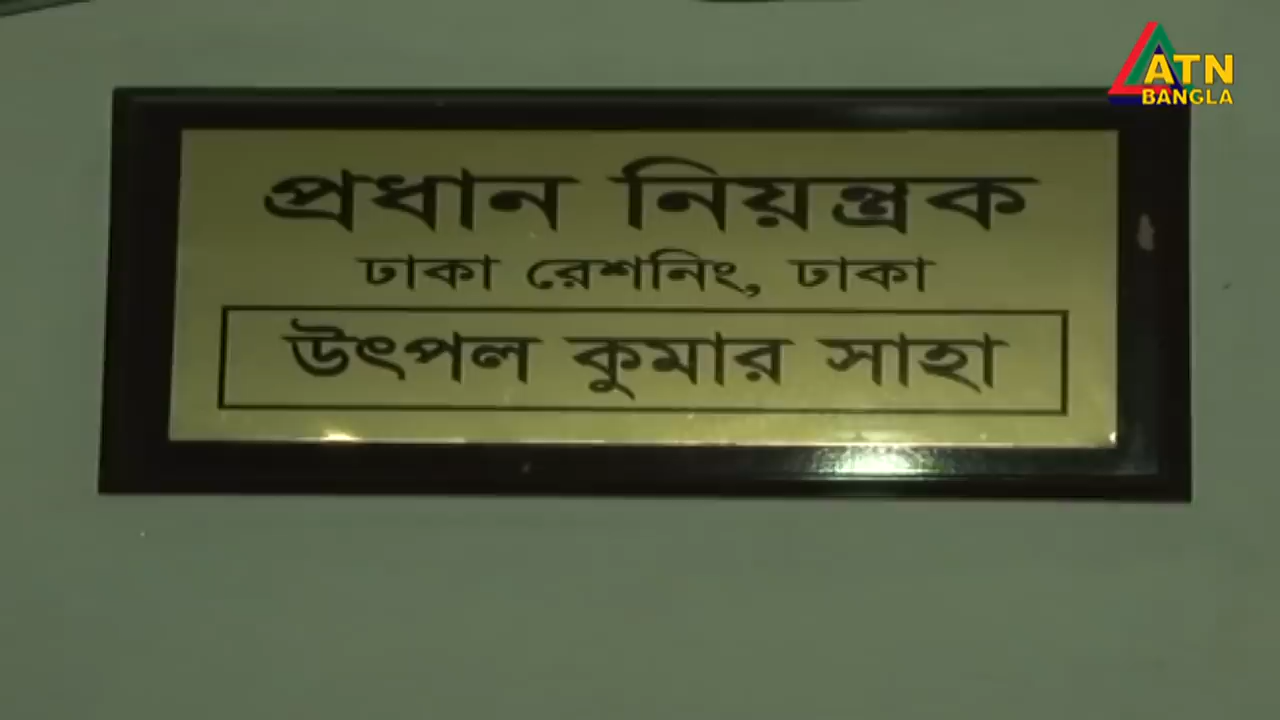 ATN
BANGLA
প্রধান নিয়ন্ত্রক
ঢাকা রেশনিং, ঢাকা
উৎপল কুমার সাহা